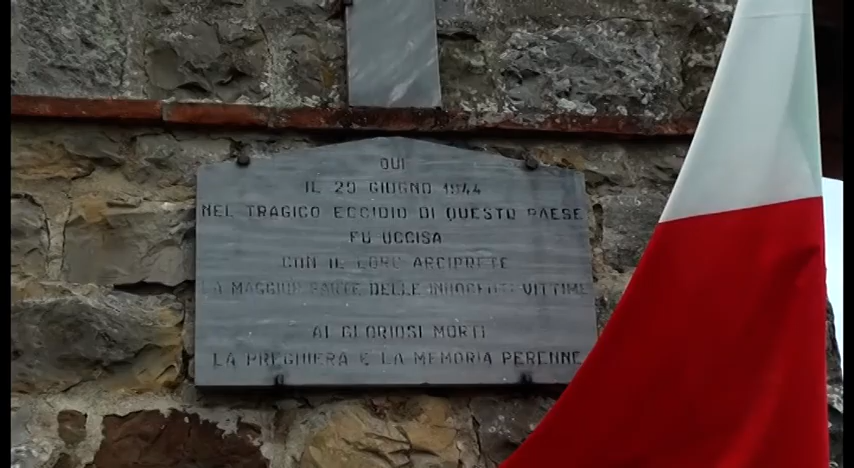 QUI
IL 29 GIUGNO 1944
NEL TRAGICO ECCIDIO DI QUESTO PAESE
FU UCCISA
CON IL LORO ARCIPRETE
LA MAGGIOR PARTE DELLE INNOCENTI VITTIME
AI GLORIOSI MORTI
LA PREGHIERA E LA MEMORIA PERENNE